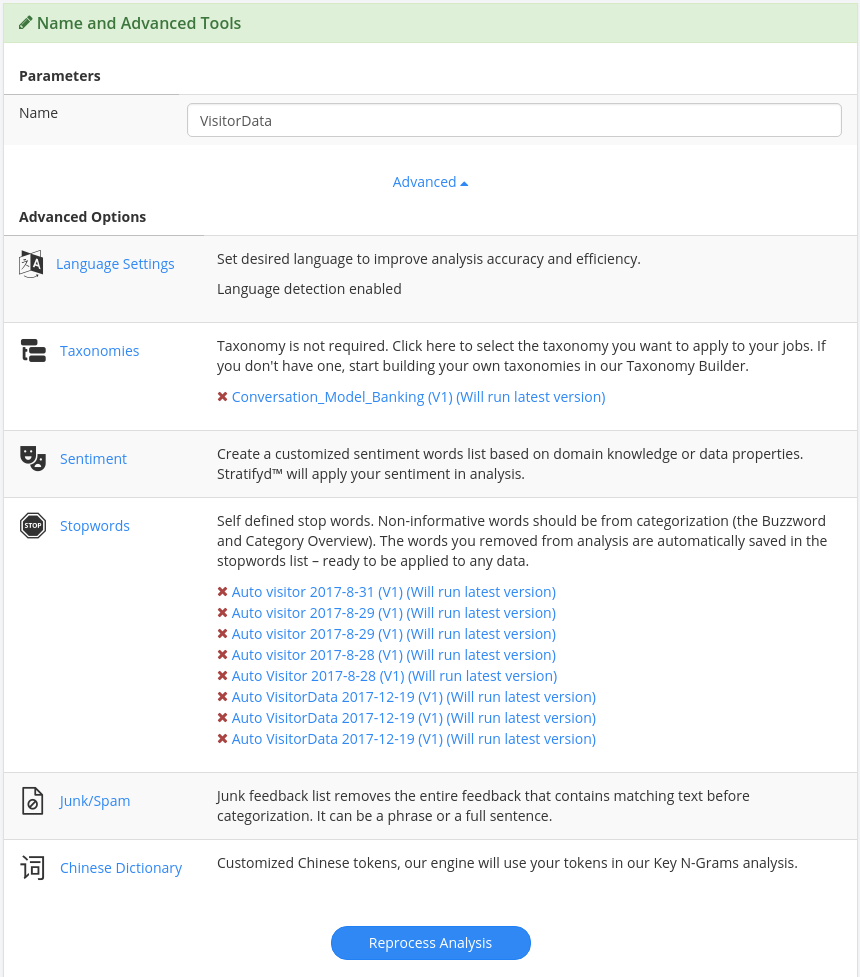 Name and Advanced Tools
Parameters
Name
VisitorData
Advanced
Advanced Options
Language Settings
Set desired language to improve analysis accuracy and efficiency.
Language detection enabled
Taxonomies
Taxonomy is not required. Click here to select the taxonomy you want to apply to your jobs. If
you don't have one, start building your own taxonomies in our Taxonomy Builder.
Conversation_Model_Banking (V1) (Will run latest version)
Sentiment
Create a customized sentiment words list based on domain knowledge or data properties.
Stratifyd™ will apply your sentiment in analysis.
STOP
Stopwords
Self defined stop words. Non-informative words should be from categorization (the Buzzword
and Category Overview). The words you removed from analysis are automatically saved in the
stopwords list – ready to be applied to any data.
Auto visitor 2017-8-31 (V1) (Will run latest version)
Auto visitor 2017-8-29 (V1) (Will run latest version)
Auto visitor 2017-8-29 (V1) (Will run latest version)
Auto visitor 2017-8-28 (V1) (Will run latest version)
Auto Visitor 2017-8-28 (V1) (Will run latest version)
Auto VisitorData 2017-12-19 (V1) (Will run latest version)
Auto VisitorData 2017-12-19 (V1) (Will run latest version)
Auto VisitorData 2017-12-19 (V1) (Will run latest version)
Junk/Spam
Junk feedback list removes the entire feedback that contains matching text before
categorization. It can be a phrase or a full sentence.
词
Chinese Dictionary
Customized Chinese tokens, our engine will use your tokens in our Key N-Grams analysis.
Reprocess Analysis